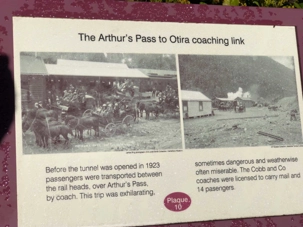 The Arthur's Pass to Otira coaching link
Before the tunnel was opened in 1923
passengers were transported between
the rail heads, over Arthur's Pass,
by coach. This trip was exhilarating,
sometimes dangerous and weatherwise
often miserable. The Cobb and Co
coaches were licensed to carry mail and
14 pasengers.
Plaque.
10